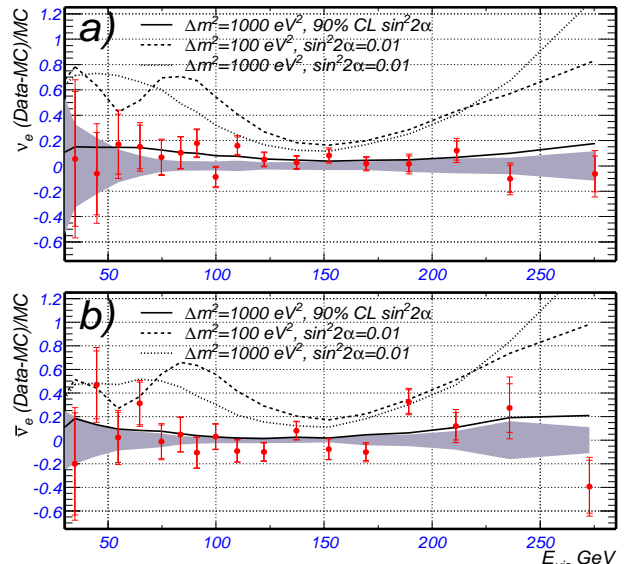 a)
Δm²=1000 eV², 90% CL sin²2α
Δm²=100 eV², sin²2α=0.01
Δm²=1000 eV², sin²2α=0.01
νe (Data-MC)/MC
1.2
1
0.8
0.6
0.4
0.2
0
-0.2
-0.4
-0.6
50 100 150 200 250
b)
Δm²=1000 eV², 90% CL sin²2α
Δm²=100 eV², sin²2α=0.01
Δm²=1000 eV², sin²2α=0.01
ν̅e (Data-MC)/MC
1.2
1
0.8
0.6
0.4
0.2
0
-0.2
-0.4
-0.6
50 100 150 200 250
Evis GeV